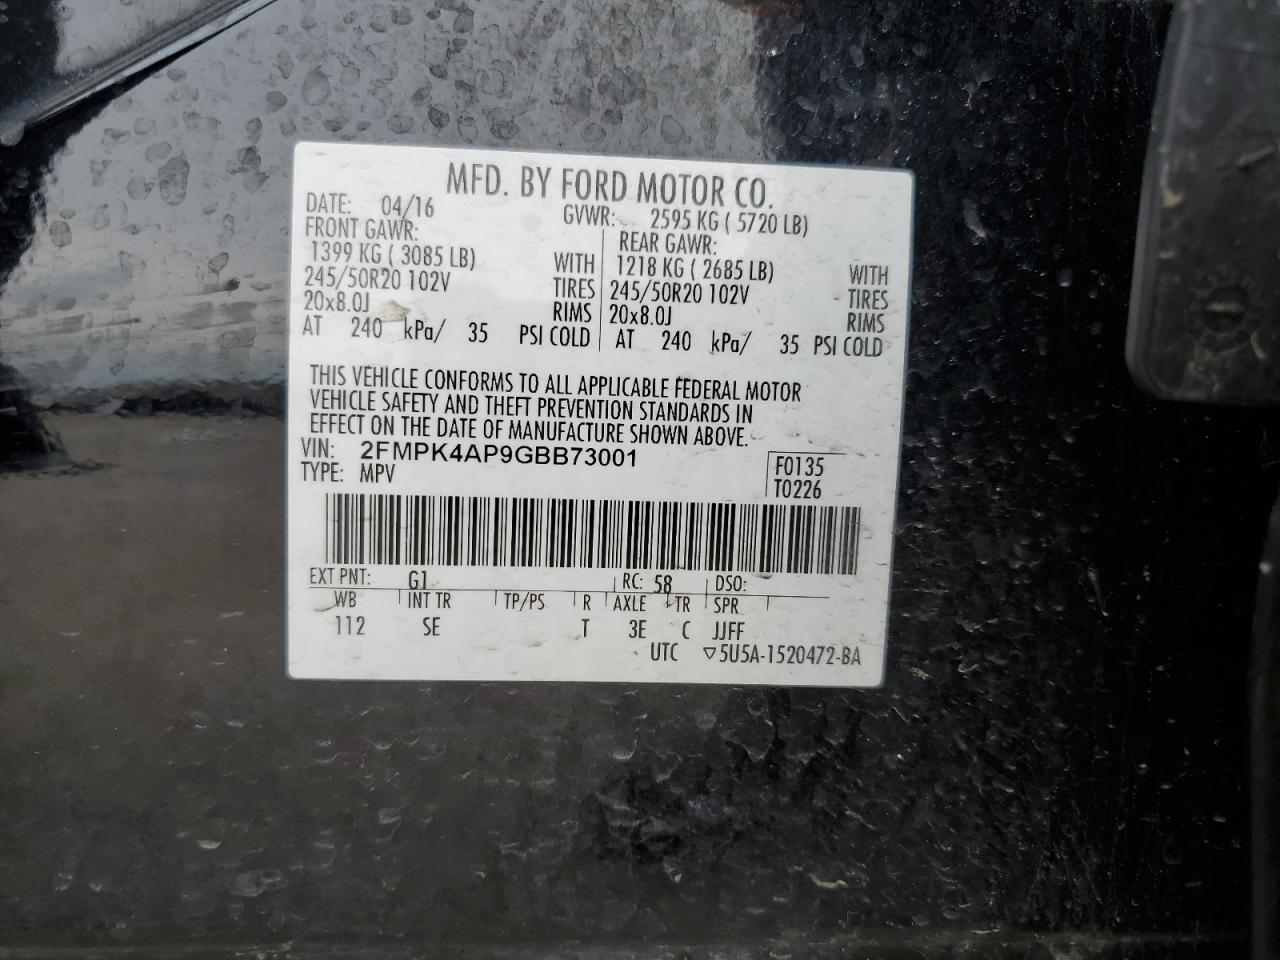 MFD. BY FORD MOTOR CO.
DATE: 04/16 GVWR: 2595 KG ( 5720 LB)
FRONT GAWR: REAR GAWR:
1399 KG ( 3085 LB) WITH 1218 KG ( 2685 LB) WITH
245/50R20 102V TIRES 245/50R20 102V TIRES
20x8.0J RIMS 20x8.0J RIMS
AT 240 kPa/ 35 PSI COLD AT 240 kPa/ 35 PSI COLD
THIS VEHICLE CONFORMS TO ALL APPLICABLE FEDERAL MOTOR
VEHICLE SAFETY AND THEFT PREVENTION STANDARDS IN
EFFECT ON THE DATE OF MANUFACTURE SHOWN ABOVE.
VIN: 2FMPK4AP9GBB73001
TYPE: MPV
F0135
T0226
EXT PNT: G1 RC: 58 DSO:
WB INT TR TP/PS R AXLE TR SPR
112 SE T 3E C JJFF
UTC ▽5U5A-1520472-BA